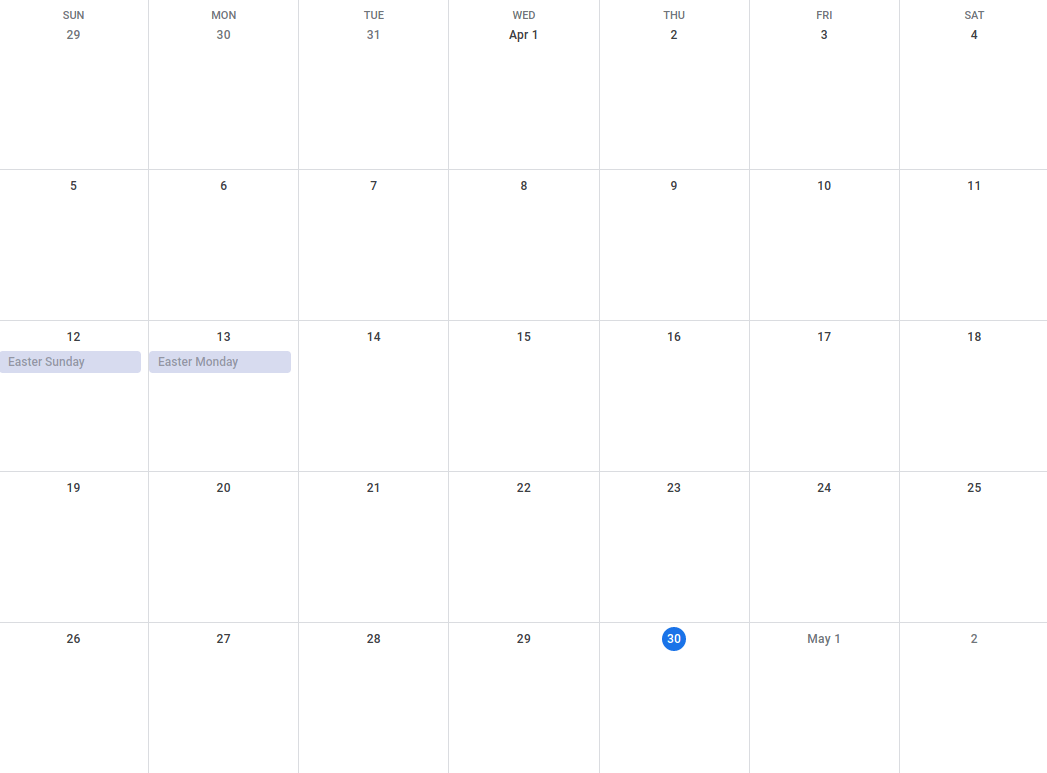 SUN MON TUE WED THU FRI SAT
29 30 31 Apr 1 2 3 4
5 6 7 8 9 10 11
12 13 14 15 16 17 18
Easter Sunday Easter Monday
19 20 21 22 23 24 25
26 27 28 29 30 May 1 2